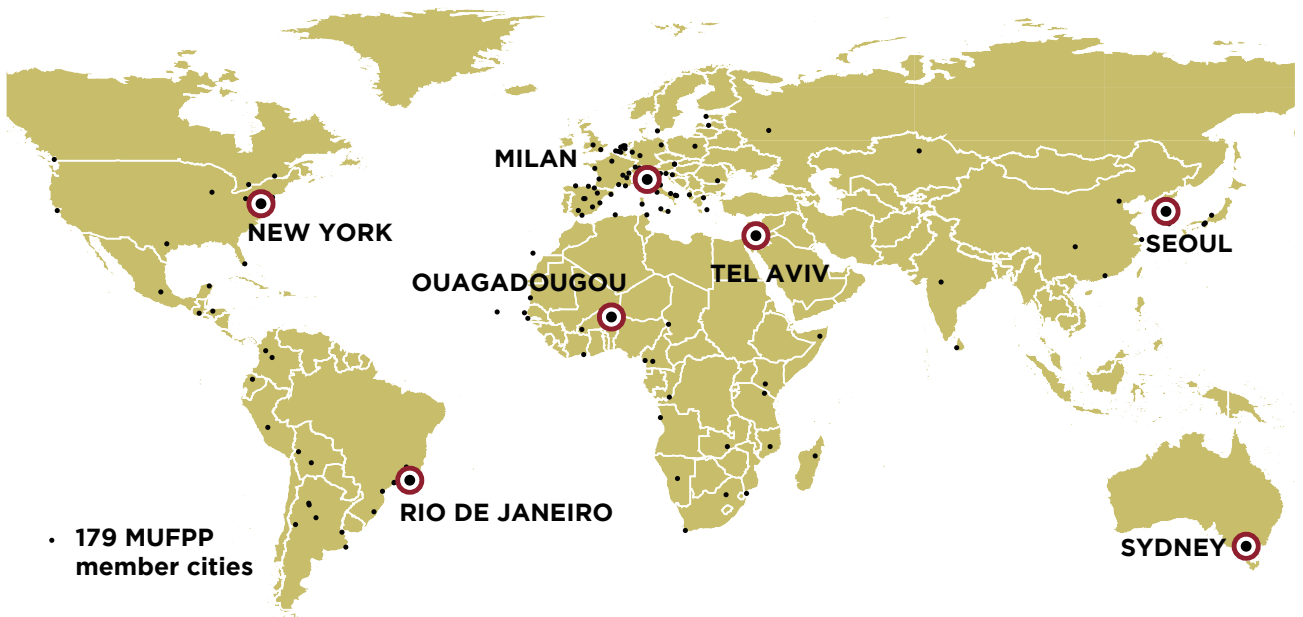 MILAN
NEW YORK
SEOUL
TEL AVIV
OUAGADOUGOU
RIO DE JANEIRO
SYDNEY
179 MUFPP
member cities